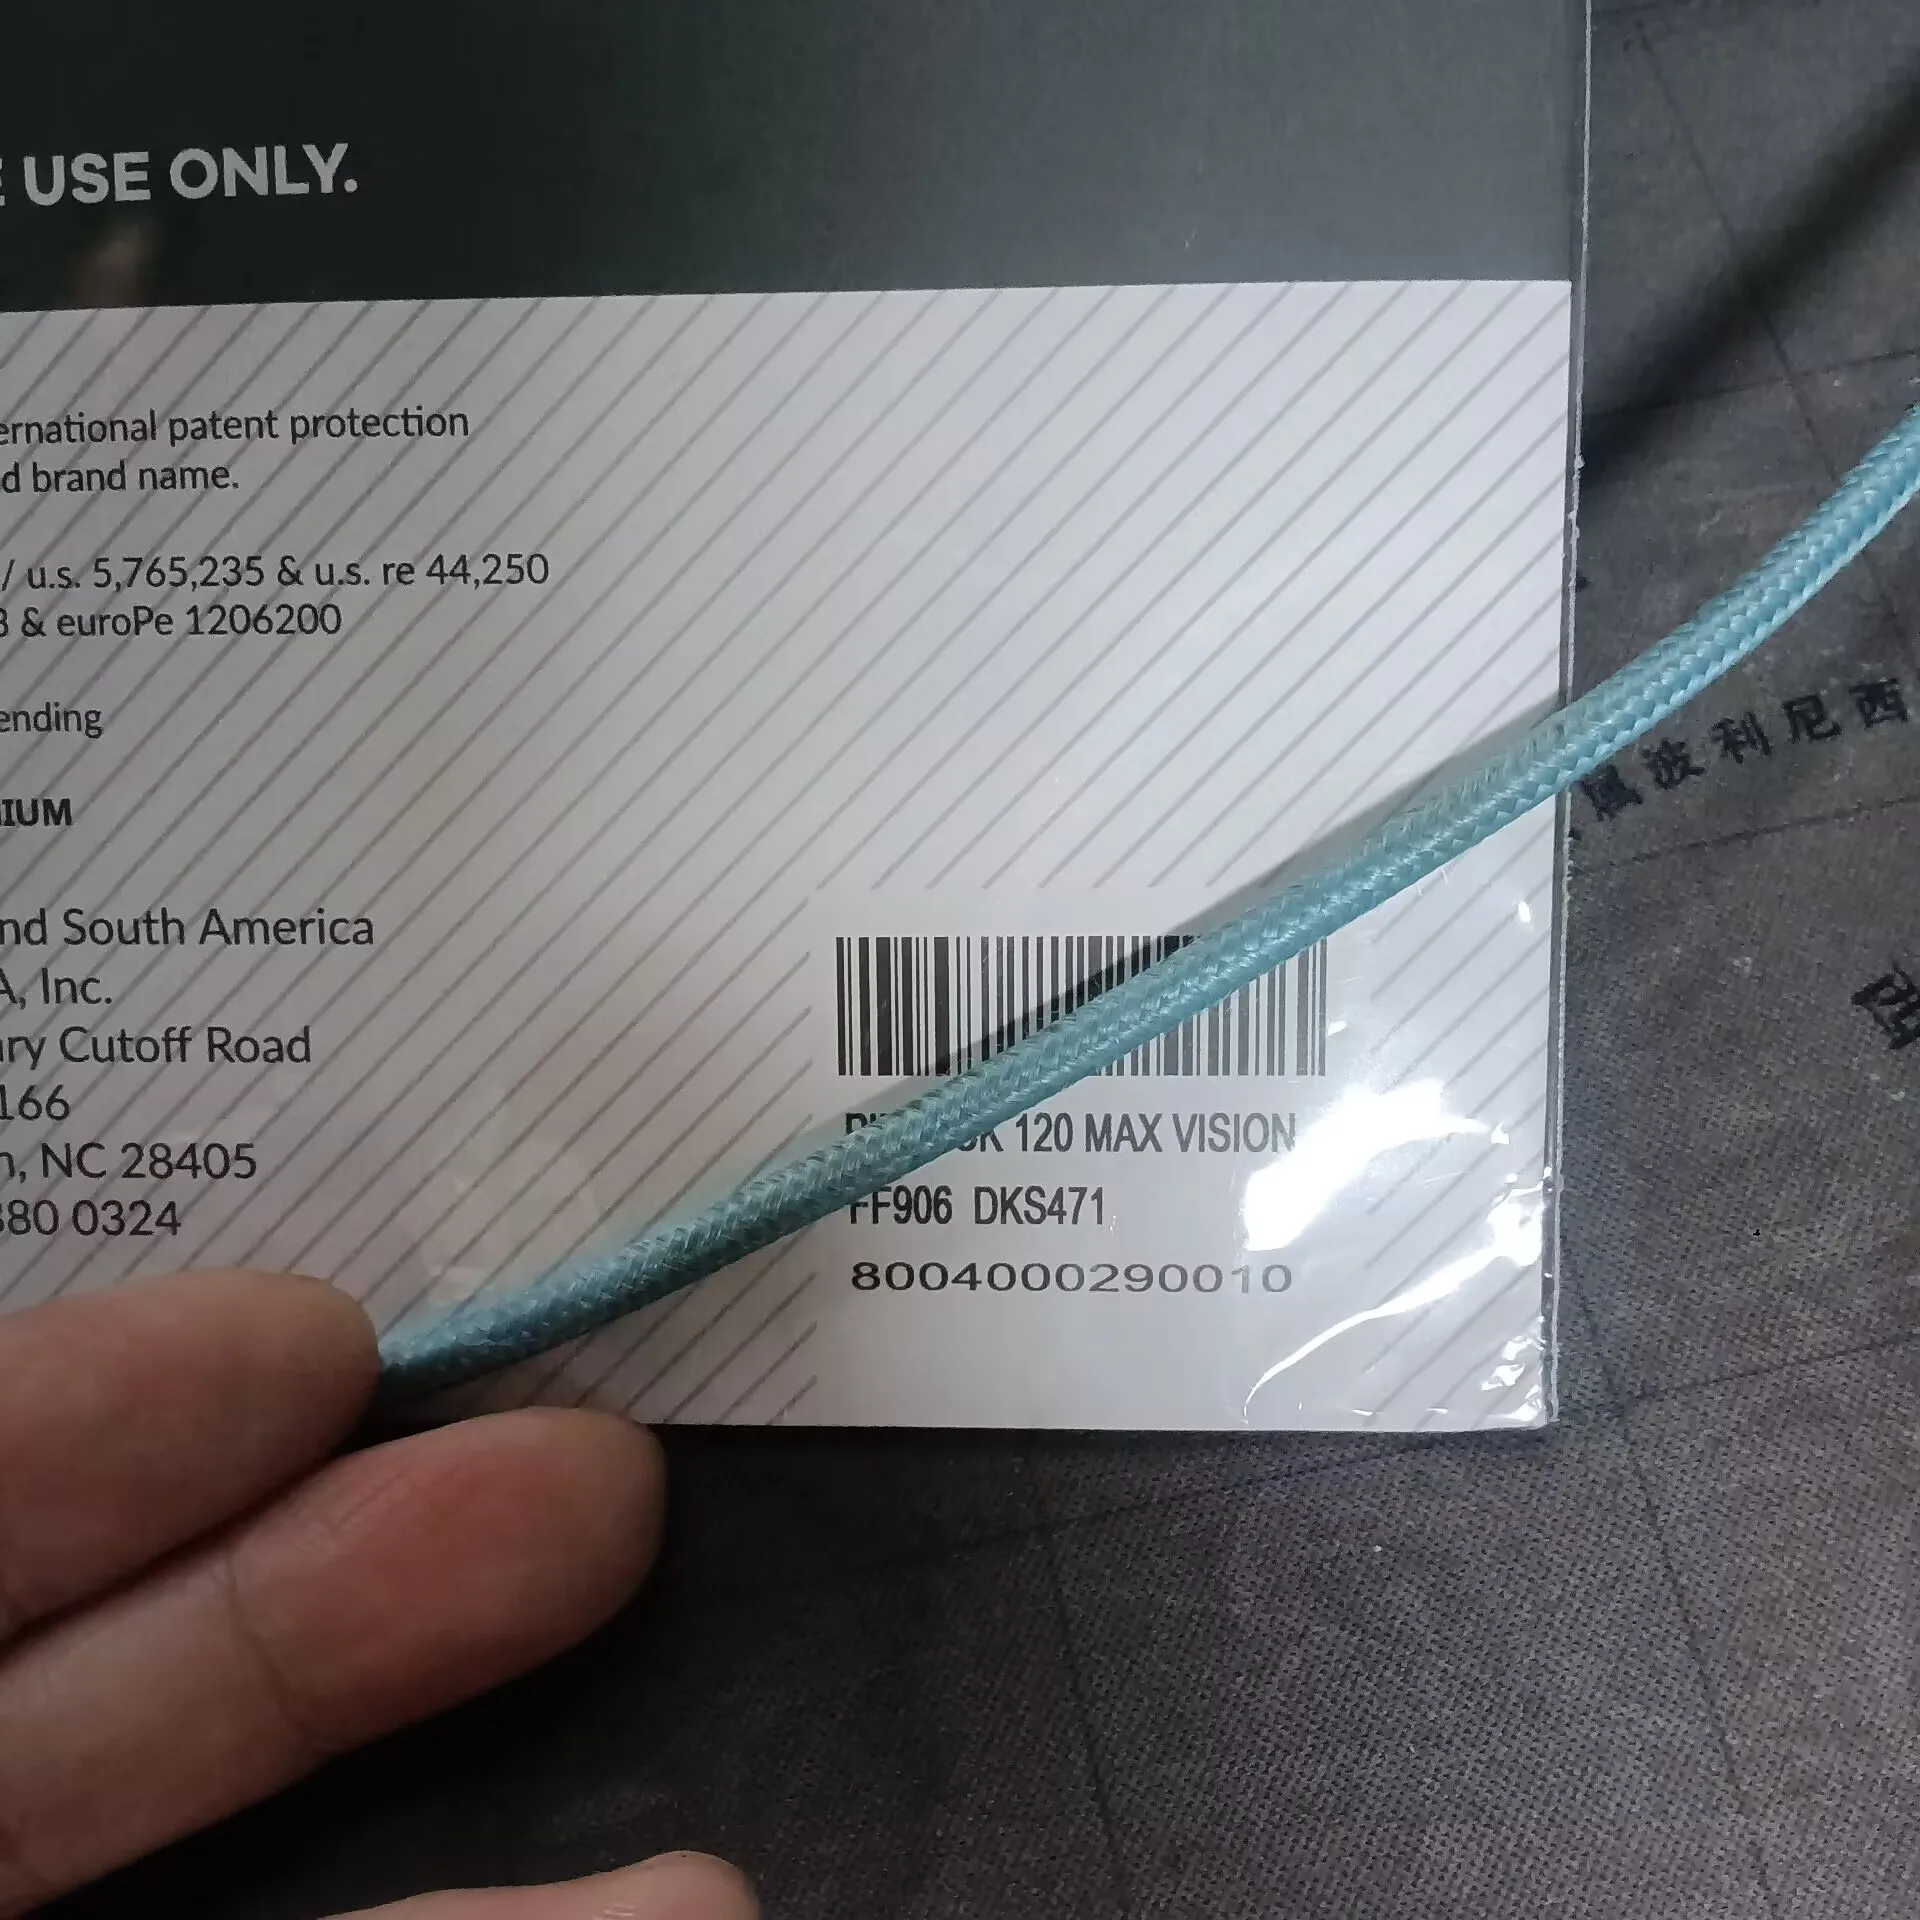 USE ONLY.
ernational patent protection
d brand name.
/ u.s. 5,765,235 & u.s. re 44,250
& euroPe 1206200
ending
IUM
nd South America
A, Inc.
ary Cutoff Road
166
, NC 28405
380 0324
120 MAX VISION
FF906 DKS471
8004000290010
属波利尼西